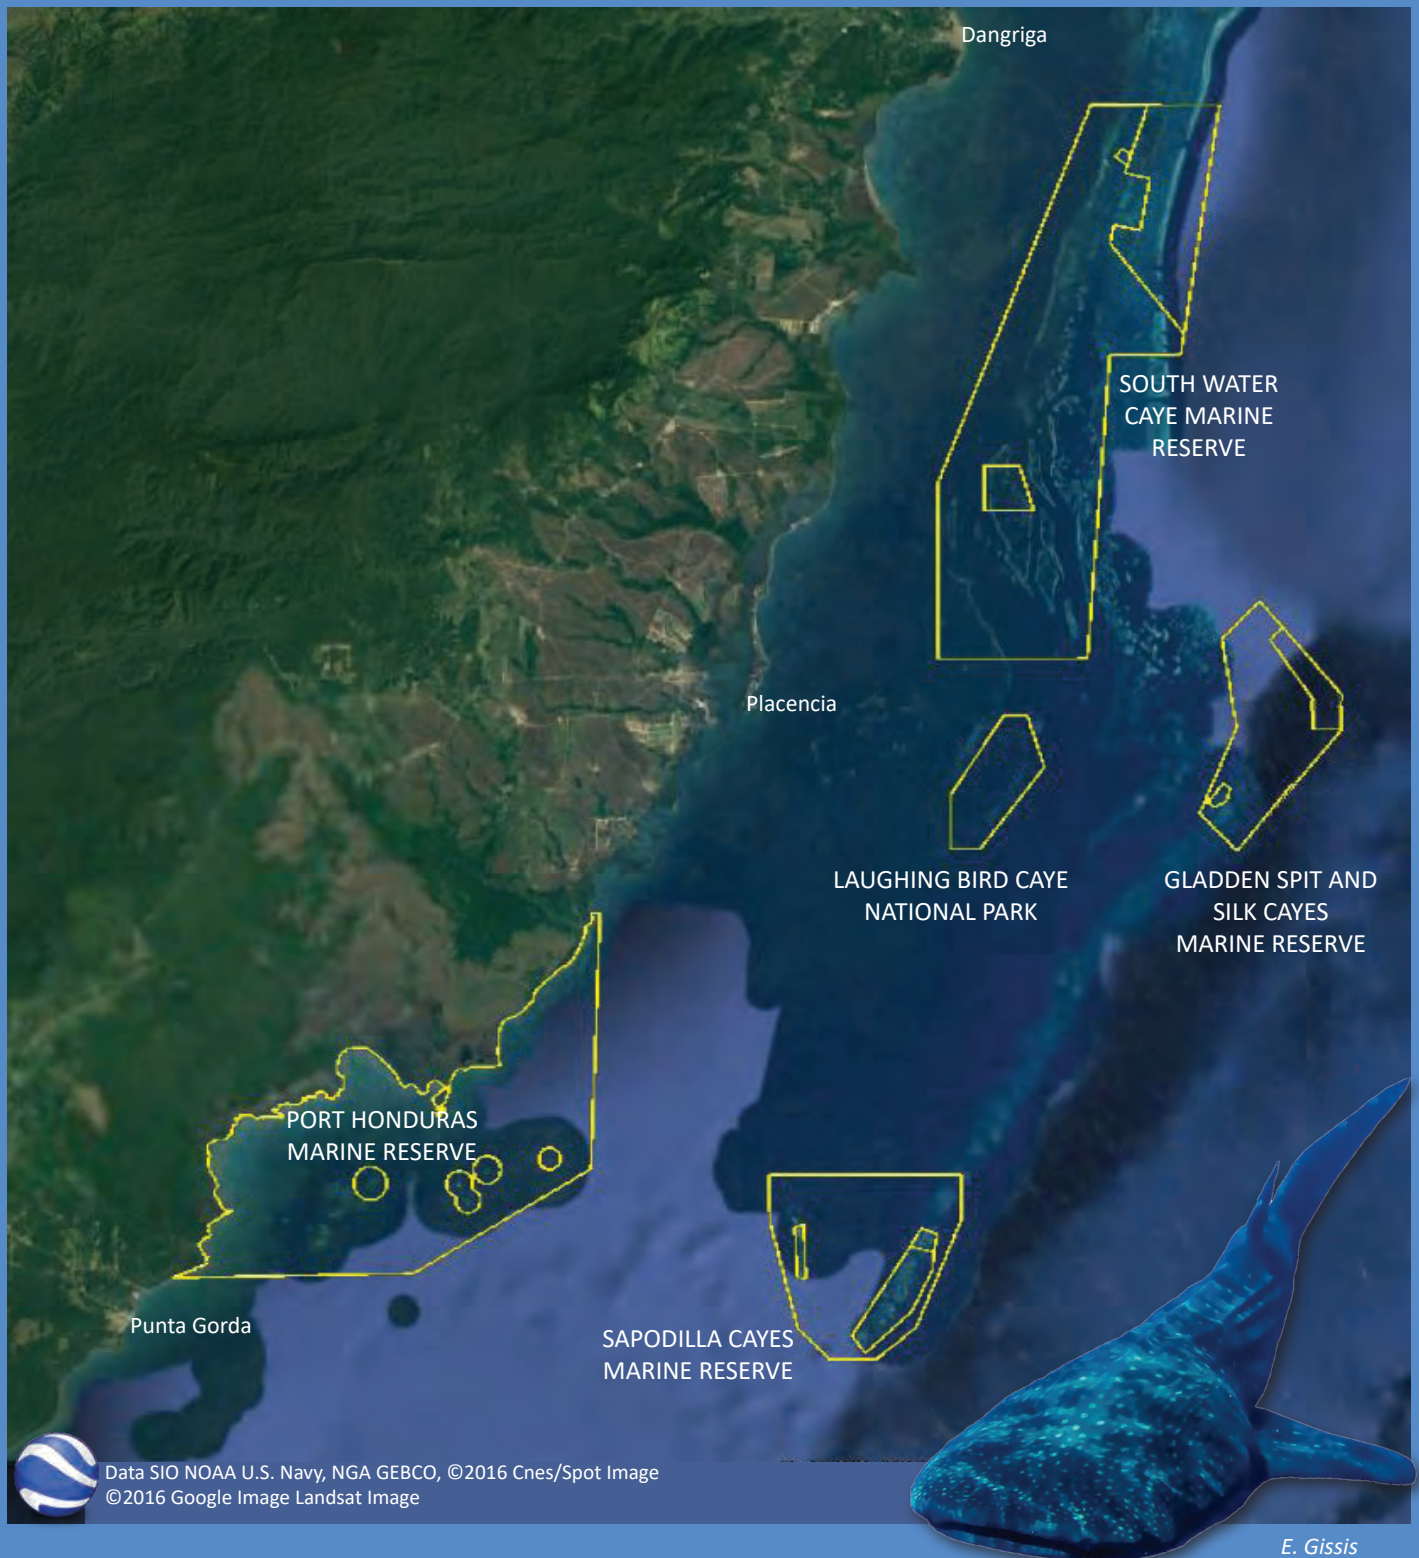 Dangriga
SOUTH WATER
CAYE MARINE
RESERVE
Placencia
LAUGHING BIRD CAYE
NATIONAL PARK
GLADDEN SPIT AND
SILK CAYES
MARINE RESERVE
PORT HONDURAS
MARINE RESERVE
Punta Gorda
SAPODILLA CAYES
MARINE RESERVE
Data SIO NOAA U.S. Navy, NGA GEBCO, ©2016 Cnes/Spot Image
©2016 Google Image Landsat Image
E. Gissis